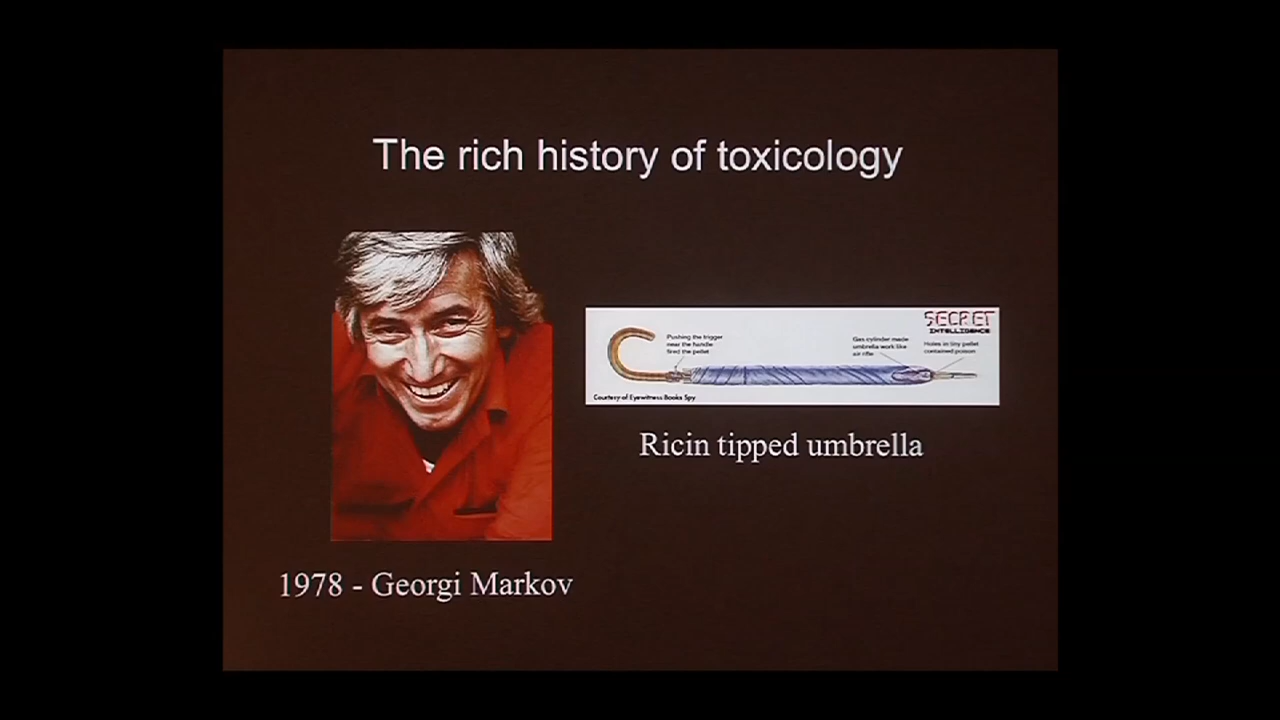 The rich history of toxicology
SECRET
INTELLIGENCE
Pushing the trigger
near the handle
fired the pellet
Gas cylinder made
umbrella work like
air rifle
Holes in tiny pellet
contained poison
Courtesy of Eyewitness Books Spy
Ricin tipped umbrella
1978 - Georgi Markov